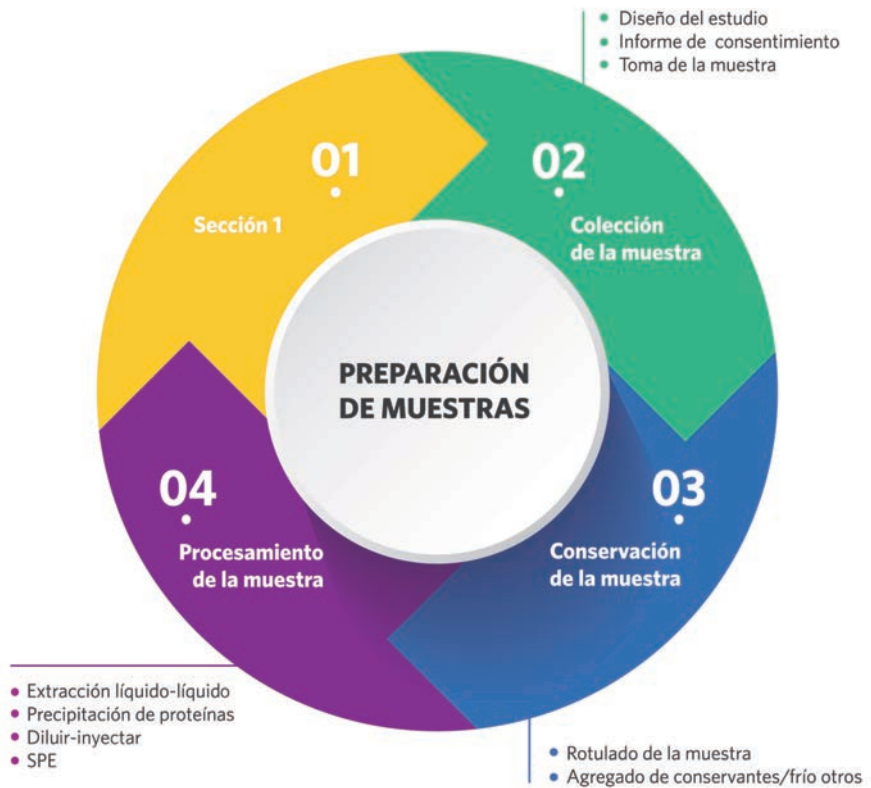 Diseño del estudio
Informe de consentimiento
Toma de la muestra
01
Sección 1
02
Colección
de la muestra
PREPARACIÓN
DE MUESTRAS
03
Conservación
de la muestra
04
Procesamiento
de la muestra
Extracción líquido-líquido
Precipitación de proteínas
Diluir-inyectar
SPE
Rotulado de la muestra
Agregado de conservantes/frío otros